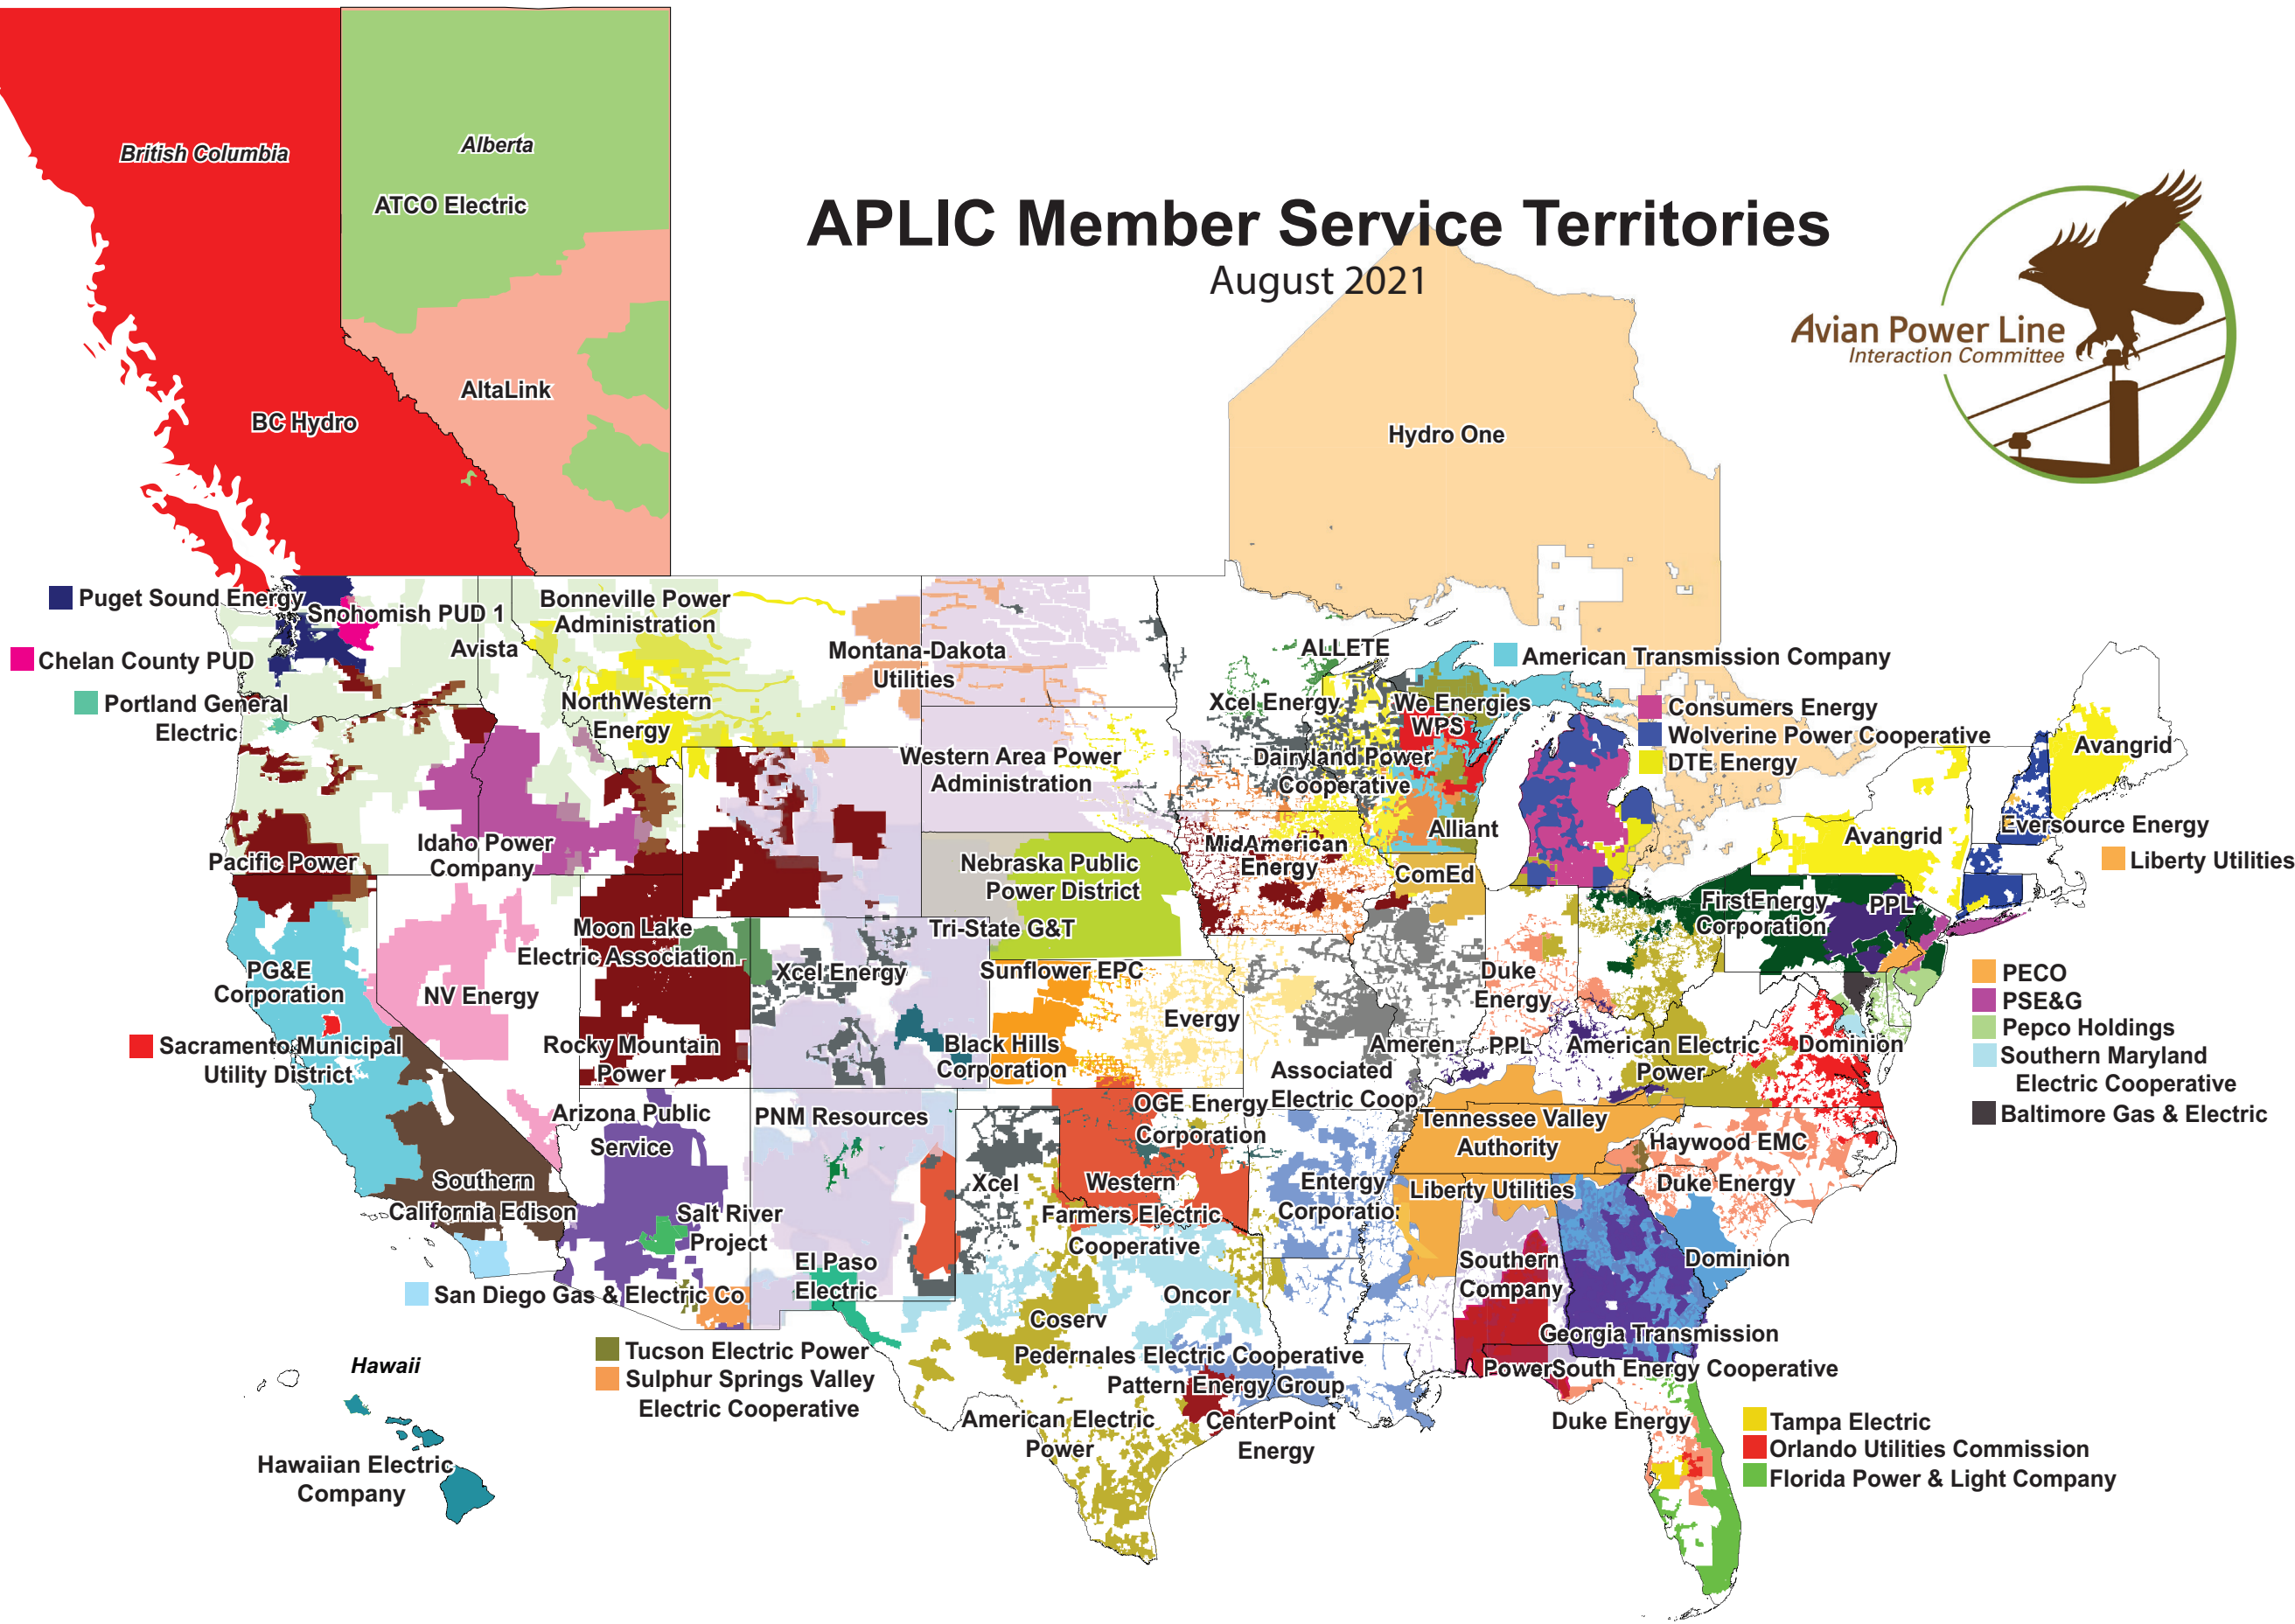 APLIC Member Service Territories
August 2021
Avian Power Line
Interaction Committee
British Columbia
Alberta
ATCO Electric
AltaLink
BC Hydro
Hydro One
Puget Sound Energy
Snohomish PUD 1
Chelan County PUD
Portland General
Electric
Avista
Bonneville Power
Administration
NorthWestern
Energy
Montana-Dakota
Utilities
Western Area Power
Administration
ALLETE
Xcel Energy
American Transmission Company
We Energies
WPS
Dairyland Power
Cooperative
Consumers Energy
Wolverine Power Cooperative
DTE Energy
Avangrid
Avangrid
Eversource Energy
Liberty Utilities
Pacific Power
Idaho Power
Company
Nebraska Public
Power District
MidAmerican
Energy
Alliant
ComEd
FirstEnergy
Corporation
PPL
Moon Lake
Electric Association
Tri-State G&T
Xcel Energy
Sunflower EPC
PG&E
Corporation
NV Energy
Duke
Energy
Evergy
PECO
PSE&G
Pepco Holdings
Southern Maryland
Electric Cooperative
Baltimore Gas & Electric
Sacramento Municipal
Utility District
Rocky Mountain
Power
Black Hills
Corporation
Ameren
PPL
American Electric
Power
Dominion
Associated
Electric Coop
Arizona Public
Service
PNM Resources
OGE Energy
Corporation
Tennessee Valley
Authority
Haywood EMC
Southern
California Edison
Salt River
Project
Xcel
Western
Farmers Electric
Cooperative
Entergy
Corporatio
Liberty Utilities
Duke Energy
El Paso
Electric
San Diego Gas & Electric Co
Southern
Company
Dominion
Oncor
Coserv
Georgia Transmission
Tucson Electric Power
Sulphur Springs Valley
Electric Cooperative
Pedernales Electric Cooperative
PowerSouth Energy Cooperative
Pattern Energy Group
American Electric
Power
CenterPoint
Energy
Duke Energy
Tampa Electric
Orlando Utilities Commission
Florida Power & Light Company
Hawaii
Hawaiian Electric
Company